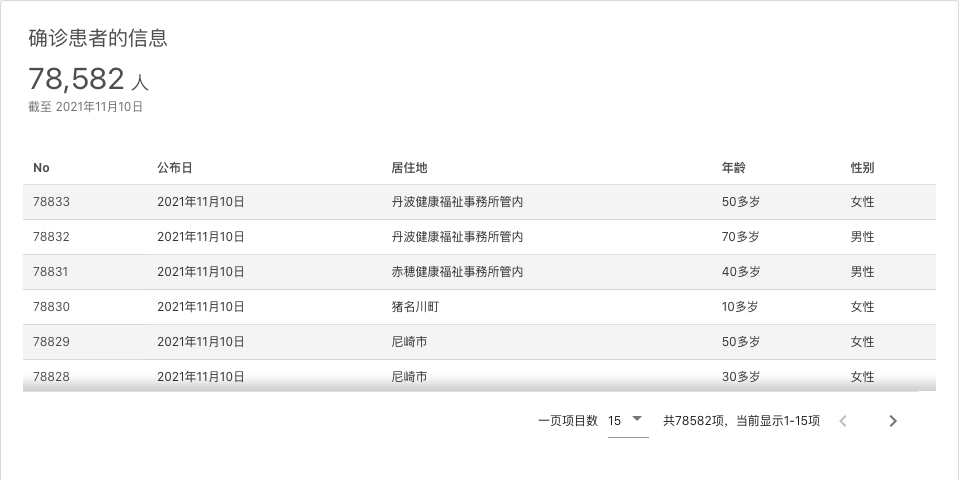 确诊患者的信息
78,582 人
截至 2021年11月10日
No 公布日 居住地 年龄 性别
78833 2021年11月10日 丹波健康福祉事務所管内 50多岁 女性
78832 2021年11月10日 丹波健康福祉事務所管内 70多岁 男性
78831 2021年11月10日 赤穂健康福祉事務所管内 40多岁 男性
78830 2021年11月10日 猪名川町 10多岁 女性
78829 2021年11月10日 尼崎市 50多岁 女性
78828 2021年11月10日 尼崎市 30多岁 女性
一页项目数 15 共78582项，当前显示1-15项